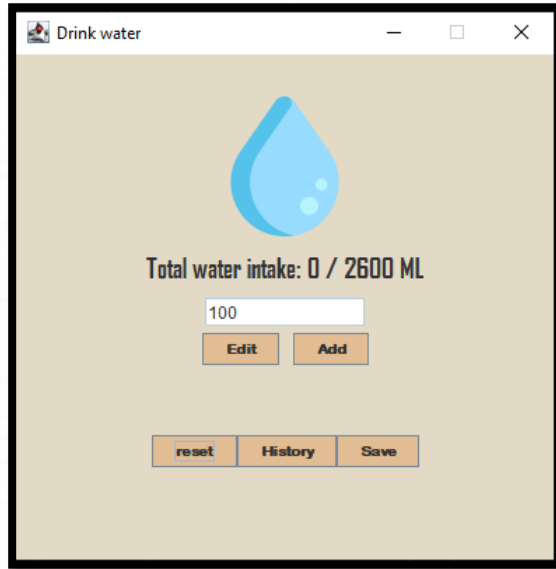 Drink water
Total water intake: 0 / 2600 ML
100
Edit Add
reset History Save